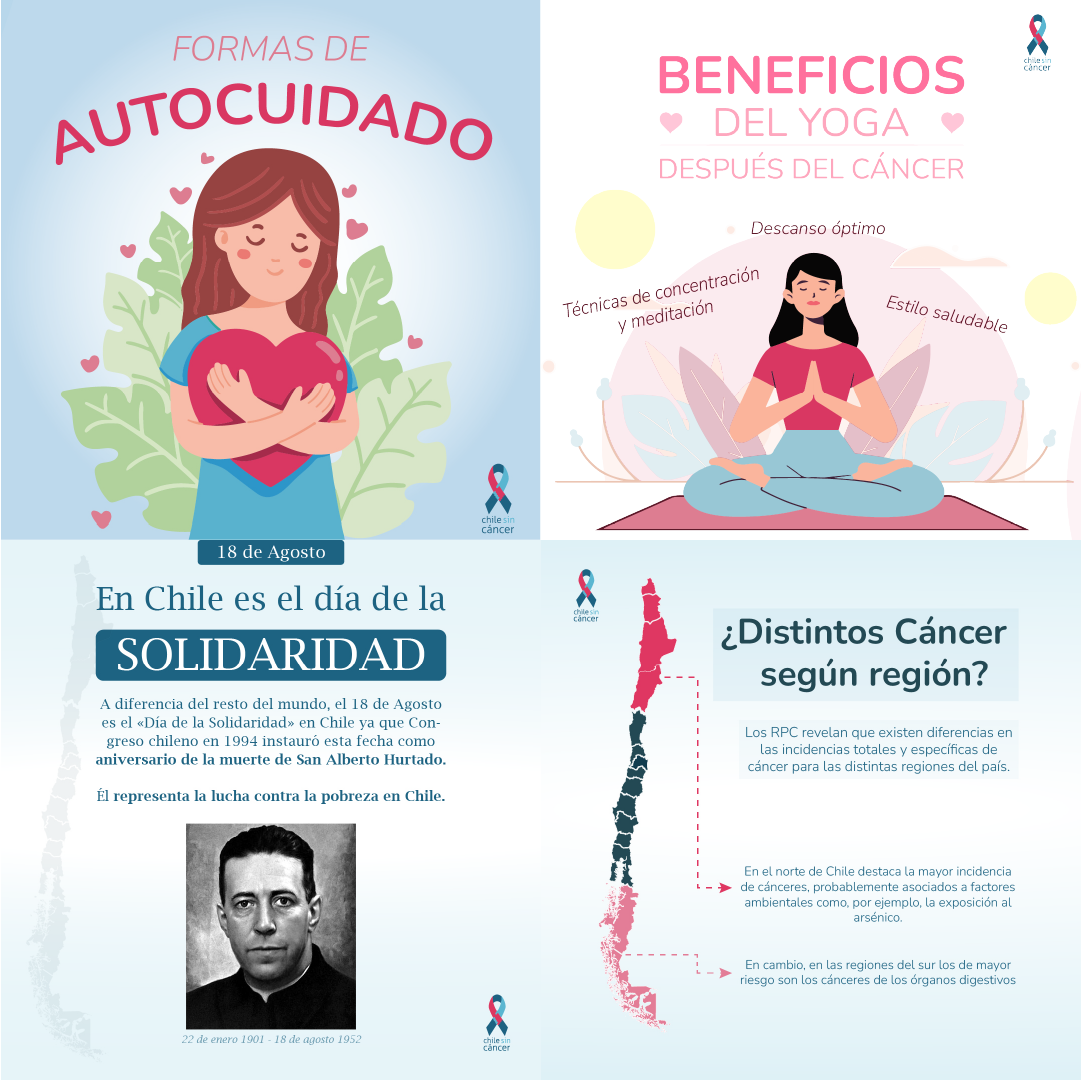 FORMAS DE
AUTOCUIDADO
chile sin
cáncer
chile sin
cáncer
BENEFICIOS
DEL YOGA
DESPUÉS DEL CÁNCER
Descanso óptimo
Técnicas de concentración
y meditación
Estilo saludable
18 de Agosto
En Chile es el día de la
SOLIDARIDAD
A diferencia del resto del mundo, el 18 de Agosto
es el «Día de la Solidaridad» en Chile ya que Con-
greso chileno en 1994 instauró esta fecha como
aniversario de la muerte de San Alberto Hurtado.
Él representa la lucha contra la pobreza en Chile.
22 de enero 1901 - 18 de agosto 1952
chile sin
cáncer
chile sin
cáncer
¿Distintos Cáncer
según región?
Los RPC revelan que existen diferencias en
las incidencias totales y específicas de
cáncer para las distintas regiones del país.
En el norte de Chile destaca la mayor incidencia
de cánceres, probablemente asociados a factores
ambientales como, por ejemplo, la exposición al
arsénico.
En cambio, en las regiones del sur los de mayor
riesgo son los cánceres de los órganos digestivos